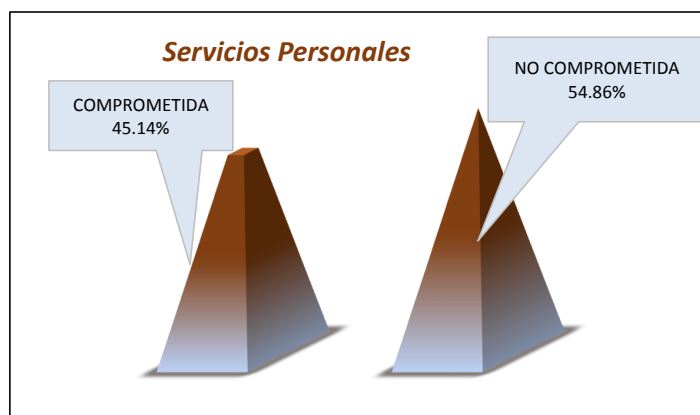 Servicios Personales
COMPROMETIDA
45.14%
NO COMPROMETIDA
54.86%